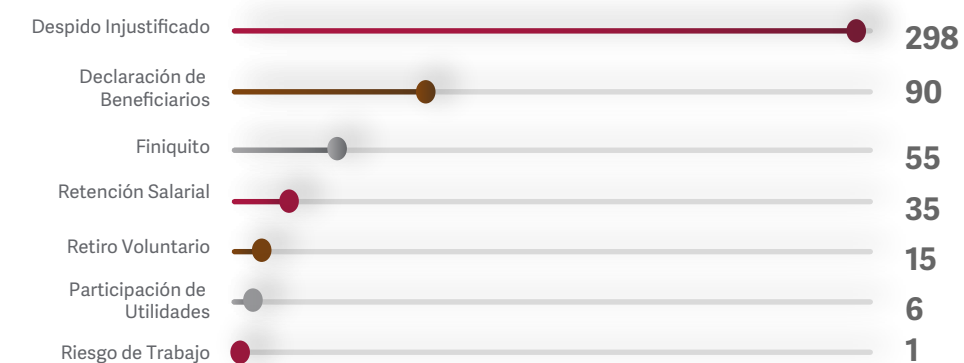 Despido Injustificado
298
Declaración de
Beneficiarios
90
Finiquito
55
Retención Salarial
35
Retiro Voluntario
15
Participación de
Utilidades
6
Riesgo de Trabajo
1